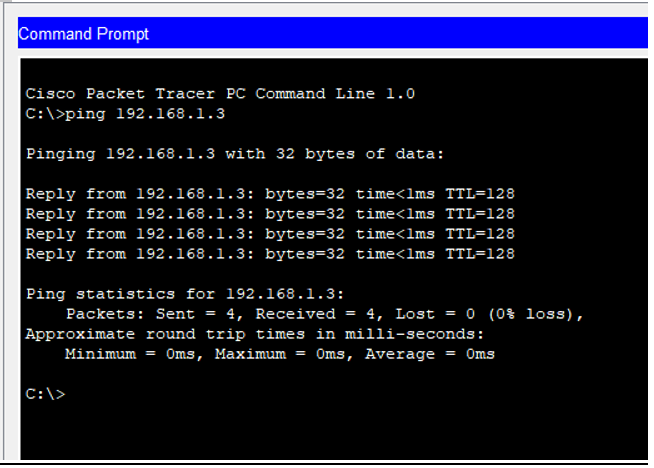 Command Prompt
Cisco Packet Tracer PC Command Line 1.0
C:\>ping 192.168.1.3
Pinging 192.168.1.3 with 32 bytes of data:
Reply from 192.168.1.3: bytes=32 time<1ms TTL=128
Reply from 192.168.1.3: bytes=32 time<1ms TTL=128
Reply from 192.168.1.3: bytes=32 time<1ms TTL=128
Reply from 192.168.1.3: bytes=32 time<1ms TTL=128
Ping statistics for 192.168.1.3:
Packets: Sent = 4, Received = 4, Lost = 0 (0% loss),
Approximate round trip times in milli-seconds:
Minimum = 0ms, Maximum = 0ms, Average = 0ms
C:\>